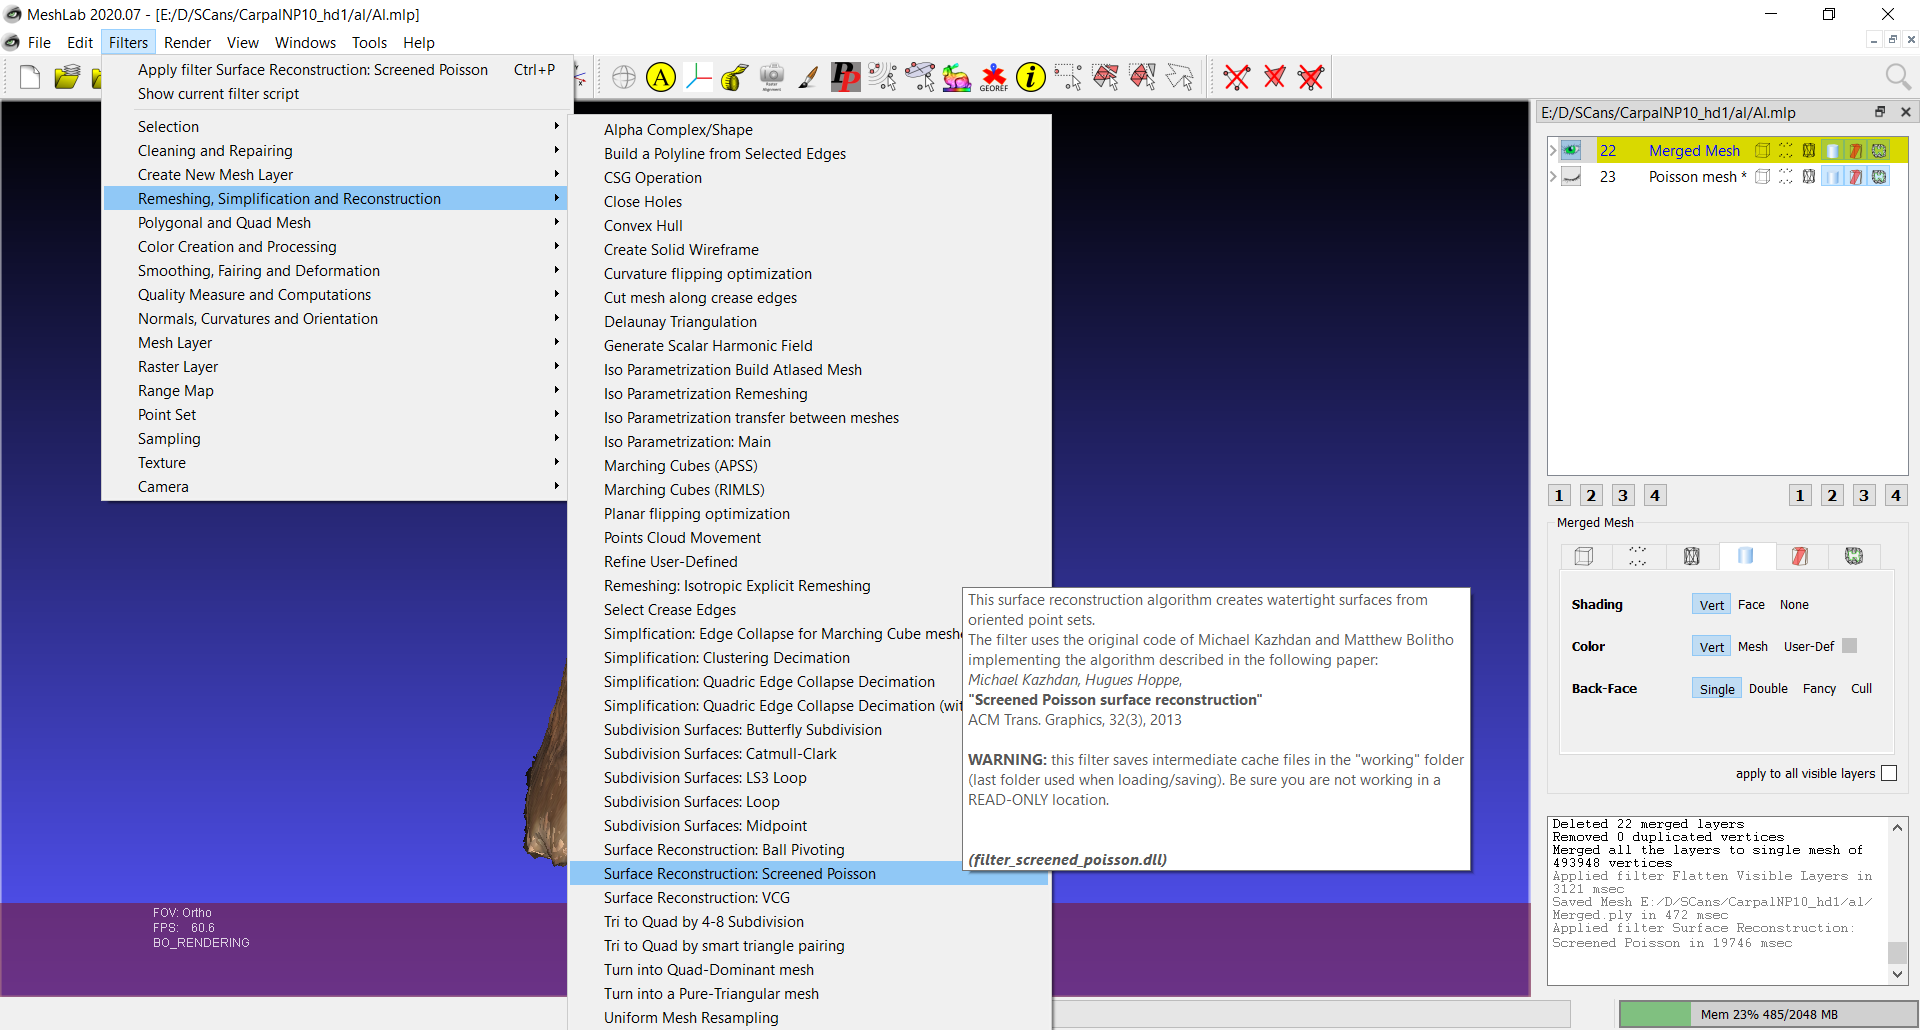 MeshLab 2020.07 - [E:/D/SCans/CarpalNP10_hd1/al/Al.mlp]
File Edit Filters Render View Windows Tools Help
Apply filter Surface Reconstruction: Screened Poisson Ctrl+P
Show current filter script
Selection
Cleaning and Repairing
Create New Mesh Layer
Remeshing, Simplification and Reconstruction
Polygonal and Quad Mesh
Color Creation and Processing
Smoothing, Fairing and Deformation
Quality Measure and Computations
Normals, Curvatures and Orientation
Mesh Layer
Raster Layer
Range Map
Point Set
Sampling
Texture
Camera
Alpha Complex/Shape
Build a Polyline from Selected Edges
CSG Operation
Close Holes
Convex Hull
Create Solid Wireframe
Curvature flipping optimization
Cut mesh along crease edges
Delaunay Triangulation
Generate Scalar Harmonic Field
Iso Parametrization Build Atlased Mesh
Iso Parametrization Remeshing
Iso Parametrization transfer between meshes
Iso Parametrization: Main
Marching Cubes (APSS)
Marching Cubes (RIMLS)
Planar flipping optimization
Points Cloud Movement
Refine User-Defined
Remeshing: Isotropic Explicit Remeshing
Select Crease Edges
Simplfication: Edge Collapse for Marching Cube meshe
Simplification: Clustering Decimation
Simplification: Quadric Edge Collapse Decimation
Simplification: Quadric Edge Collapse Decimation (wit
Subdivision Surfaces: Butterfly Subdivision
Subdivision Surfaces: Catmull-Clark
Subdivision Surfaces: LS3 Loop
Subdivision Surfaces: Loop
Subdivision Surfaces: Midpoint
Surface Reconstruction: Ball Pivoting
Surface Reconstruction: Screened Poisson
Surface Reconstruction: VCG
Tri to Quad by 4-8 Subdivision
Tri to Quad by smart triangle pairing
Turn into Quad-Dominant mesh
Turn into a Pure-Triangular mesh
Uniform Mesh Resampling
This surface reconstruction algorithm creates watertight surfaces from
oriented point sets.
The filter uses the original code of Michael Kazhdan and Matthew Bolitho
implementing the algorithm described in the following paper:
Michael Kazhdan, Hugues Hoppe,
"Screened Poisson surface reconstruction"
ACM Trans. Graphics, 32(3), 2013
WARNING: this filter saves intermediate cache files in the "working" folder
(last folder used when loading/saving). Be sure you are not working in a
READ-ONLY location.
(filter_screened_poisson.dll)
FOV: Ortho
FPS: 60.6
BO_RENDERING
A
PP
GEOREF
i
E:/D/SCans/CarpalNP10_hd1/al/Al.mlp
22 Merged Mesh
23 Poisson mesh *
1 2 3 4 1 2 3 4
Merged Mesh
Shading Vert Face None
Color Vert Mesh User-Def
Back-Face Single Double Fancy Cull
apply to all visible layers
Deleted 22 merged layers
Removed 0 duplicated vertices
Merged all the layers to single mesh of
493948 vertices
Applied filter Flatten Visible Layers in
3121 msec
Saved Mesh E:/D/SCans/CarpalNP10_hd1/al/
Merged.ply in 472 msec
Applied filter Surface Reconstruction:
Screened Poisson in 19746 msec
Mem 23% 485/2048 MB